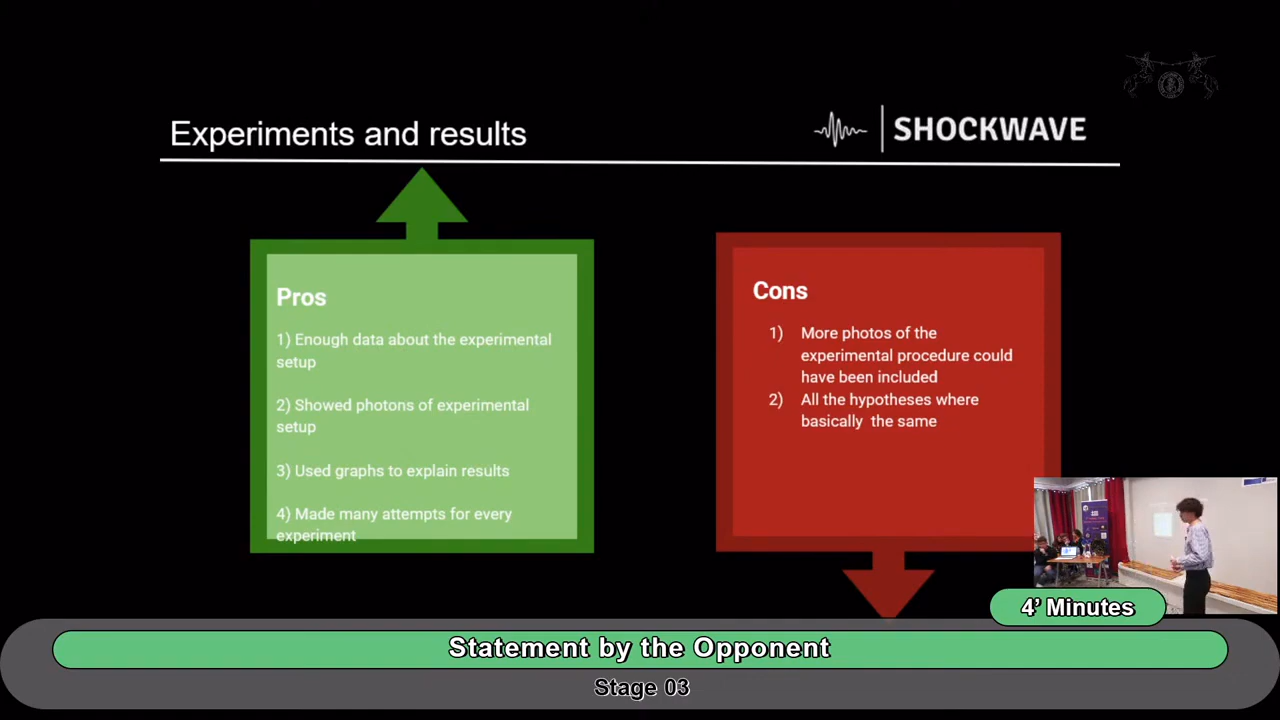 Experiments and results
SHOCKWAVE
Pros
1) Enough data about the experimental
setup
2) Showed photons of experimental
setup
3) Used graphs to explain results
4) Made many attempts for every
experiment
Cons
1) More photos of the
experimental procedure could
have been included
2) All the hypotheses where
basically the same
4’ Minutes
Statement by the Opponent
Stage 03